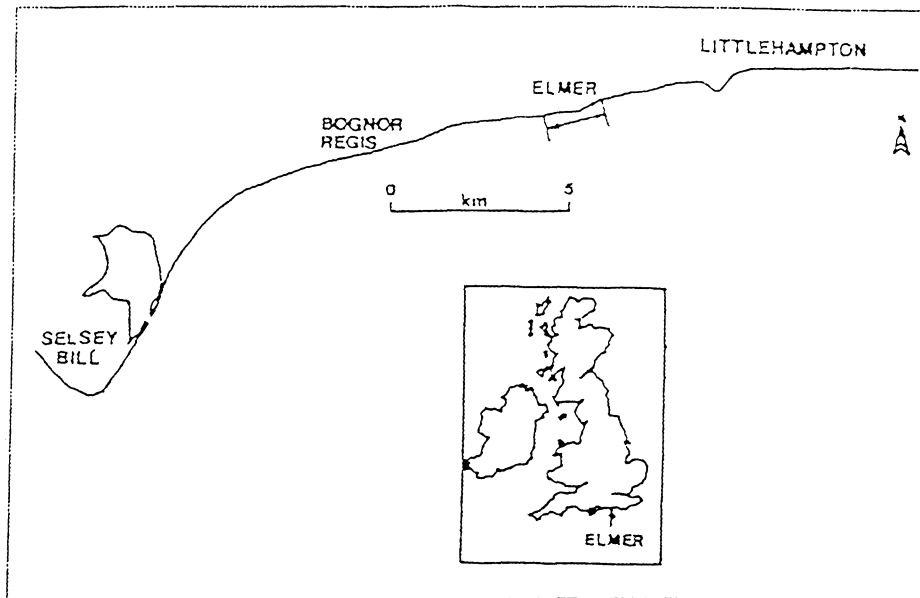 LITTLEHAMPTON
ELMER
BOGNOR
REGIS
0 5
km
SELSEY
BILL
ELMER